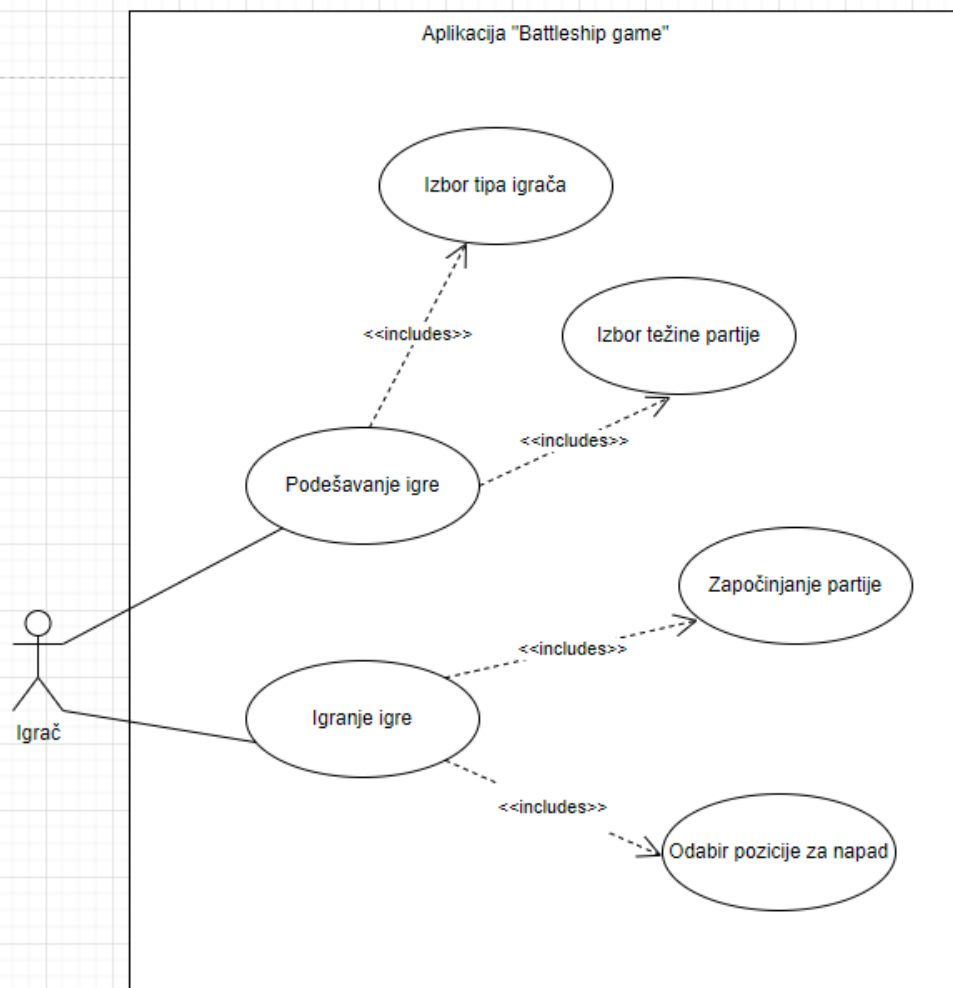 Aplikacija "Battleship game"
Izbor tipa igrača
<<includes>>
Izbor težine partije
<<includes>>
Podešavanje igre
Započinjanje partije
<<includes>>
Igranje igre
Igrač
<<includes>>
Odabir pozicije za napad